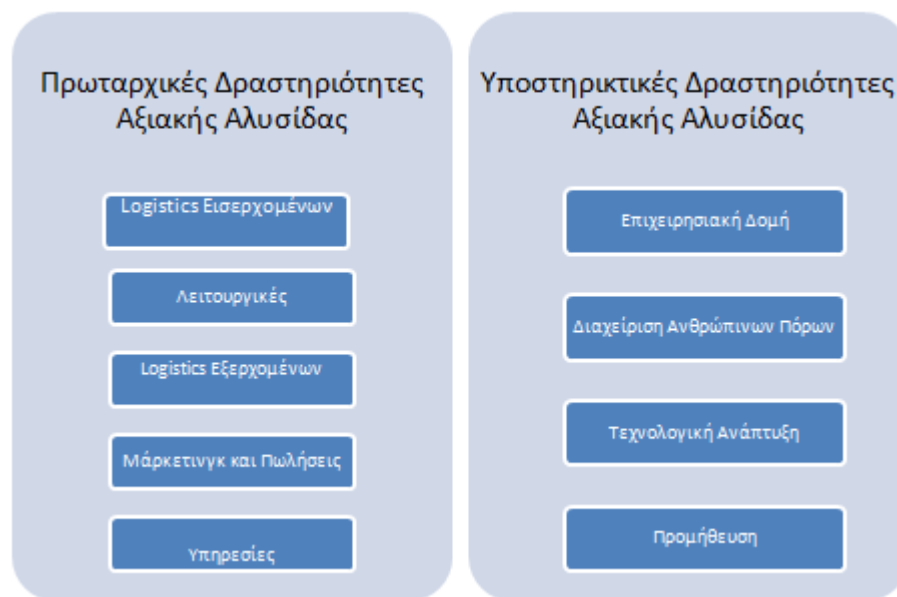 Πρωταρχικές Δραστηριότητες
Αξιακής Αλυσίδας
Logistics Εισερχομένων
Λειτουργικές
Logistics Εξερχομένων
Μάρκετινγκ και Πωλήσεις
Υπηρεσίες
Υποστηρικτικές Δραστηριότητες
Αξιακής Αλυσίδας
Επιχειρησιακή Δομή
Διαχείριση Ανθρώπινων Πόρων
Τεχνολογική Ανάπτυξη
Προμήθευση